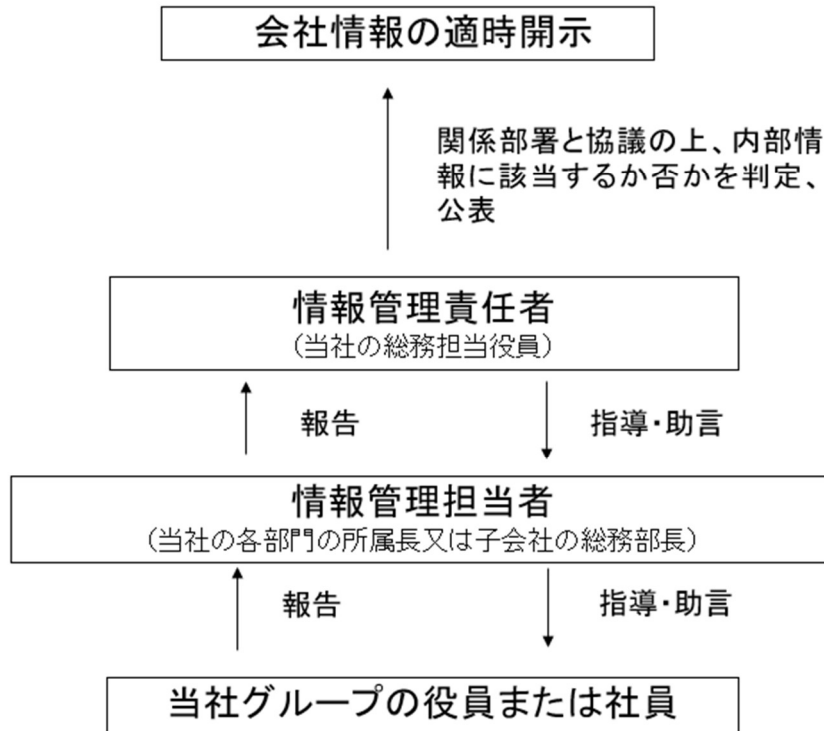 会社情報の適時開示
関係部署と協議の上、内部情
報に該当するか否かを判定、
公表
情報管理責任者
(当社の総務担当役員)
報告
指導・助言
情報管理担当者
(当社の各部門の所属長又は子会社の総務部長)
報告
指導・助言
当社グループの役員または社員